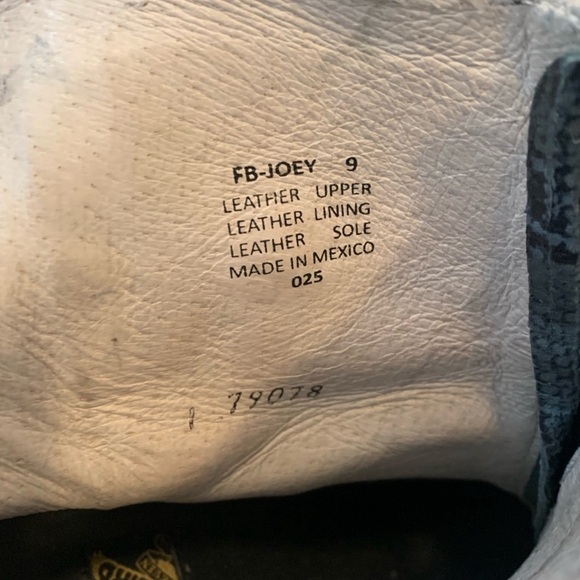 FB-JOEY 9
LEATHER UPPER
LEATHER LINING
LEATHER SOLE
MADE IN MEXICO
025
79078